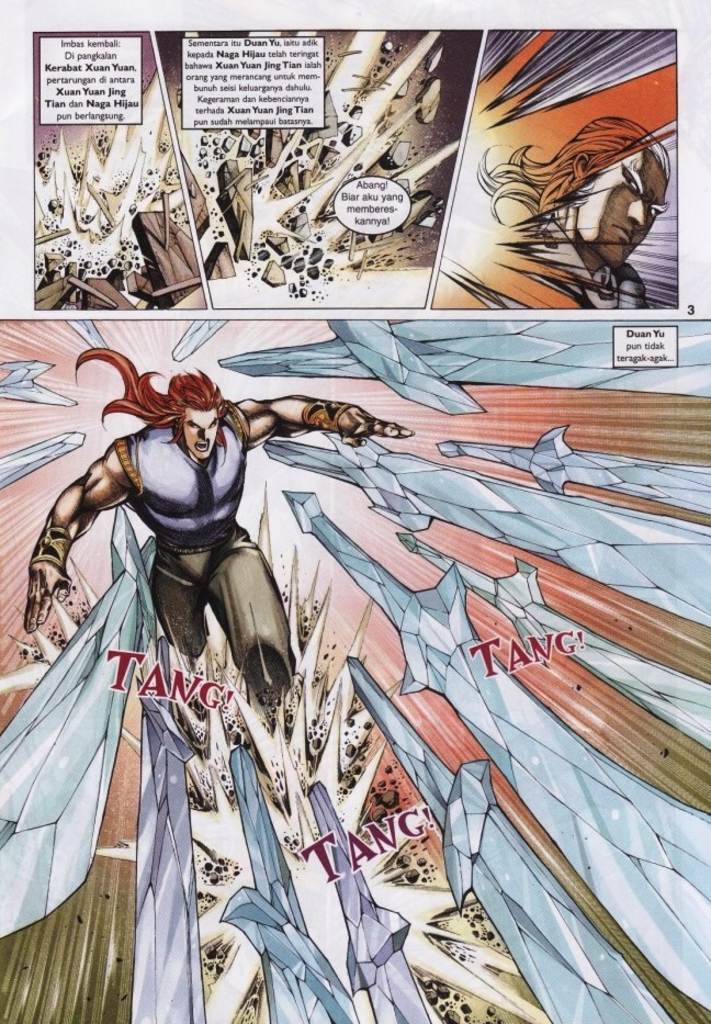 Imbas kembali:
Di pangkalan
Kerabat Xuan Yuan,
pertarungan di antara
Xuan Yuan Jing
Tian dan Naga Hijau
pun berlangsung.
Sementara itu Duan Yu, iaitu adik
kepada Naga Hijau telah teringat
bahawa Xuan Yuan Jing Tian ialah
orang yang merancang untuk mem-
bunuh seisi keluarganya dahulu.
Kegeraman dan kebenciannya
terhada Xuan Yuan Jing Tian
pun sudah melampaui batasnya.
Abang!
Biar aku yang
memberes-
kannya!
3
Duan Yu
pun tidak
teragak-agak...
TANG!
TANG!
TANG!